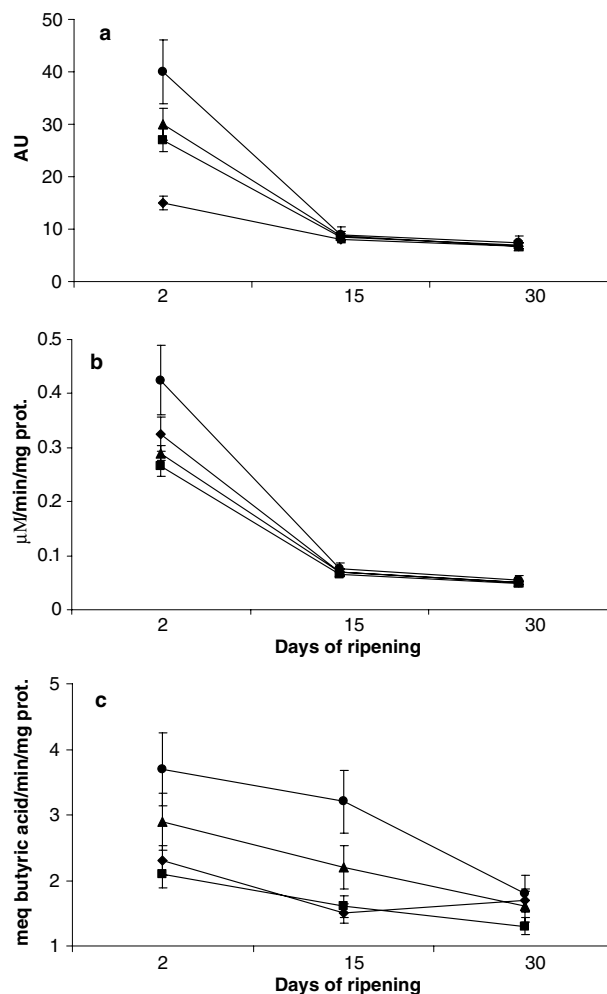 a
AU
50
40
30
20
10
0
2 15 30
b
μM/min/mg prot.
0.5
0.4
0.3
0.2
0.1
0
2 15 30
Days of ripening
c
meq butyric acid/min/mg prot.
5
4
3
2
1
2 15 30
Days of ripening